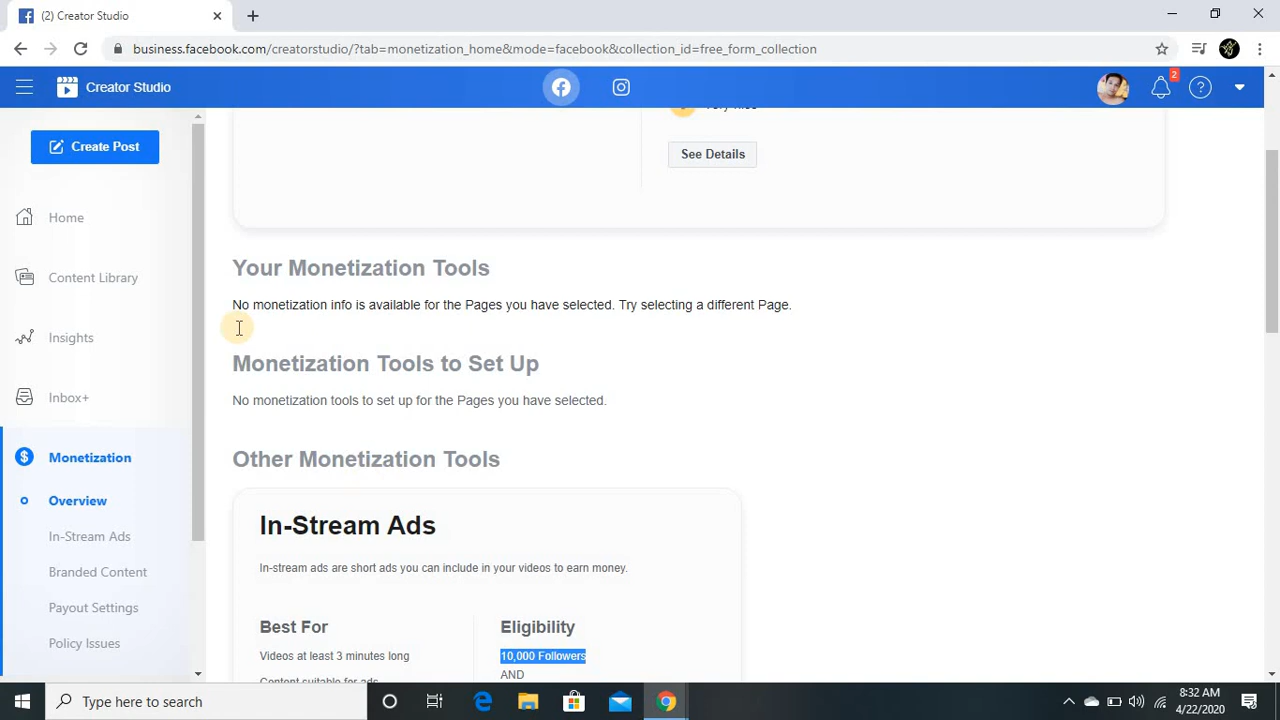 (2) Creator Studio
business.facebook.com/creatorstudio/?tab=monetization_home&mode=facebook&collection_id=free_form_collection
Creator Studio
2
Create Post
Home
Content Library
Insights
Inbox+
Monetization
Overview
In-Stream Ads
Branded Content
Payout Settings
Policy Issues
See Details
Your Monetization Tools
No monetization info is available for the Pages you have selected. Try selecting a different Page.
Monetization Tools to Set Up
No monetization tools to set up for the Pages you have selected.
Other Monetization Tools
In-Stream Ads
In-stream ads are short ads you can include in your videos to earn money.
Best For
Videos at least 3 minutes long
Content suitable for ads
Eligibility
10,000 Followers
AND
Type here to search
8:32 AM
4/22/2020